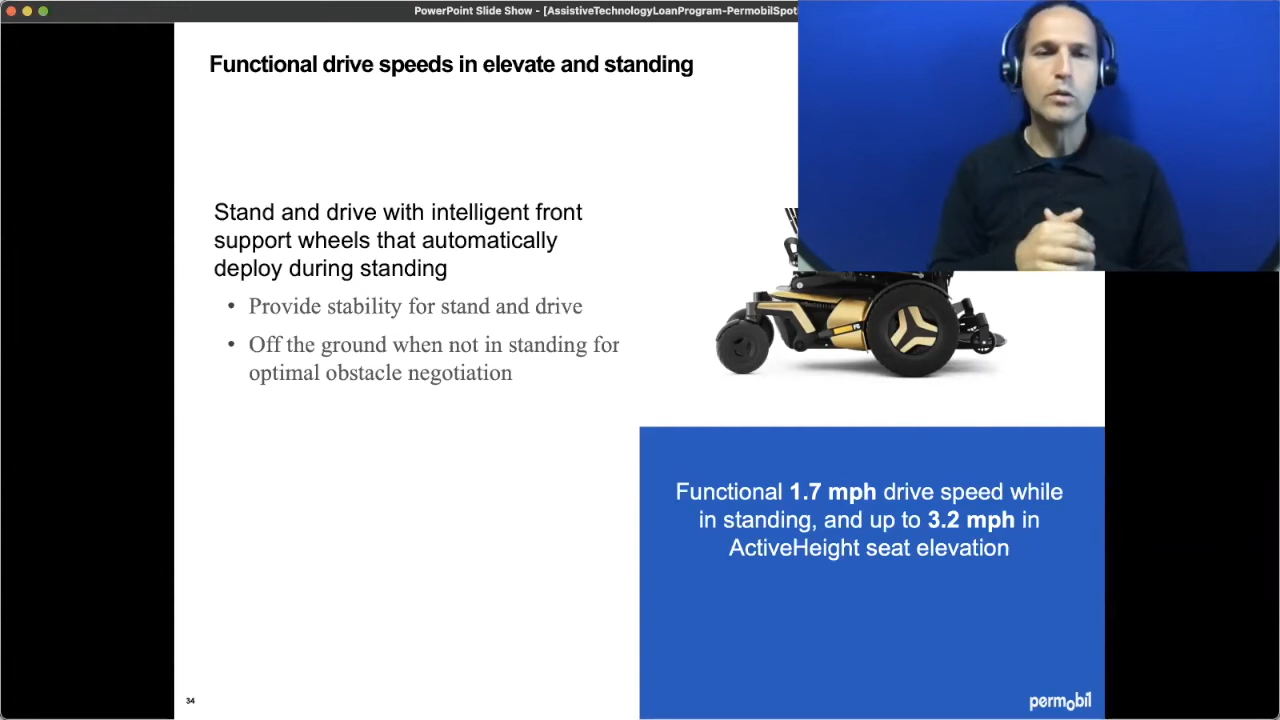 PowerPoint Slide Show - [AssistiveTechnologyLoanProgram-PermobilSpot
Functional drive speeds in elevate and standing
Stand and drive with intelligent front
support wheels that automatically
deploy during standing
• Provide stability for stand and drive
• Off the ground when not in standing for
optimal obstacle negotiation
Functional 1.7 mph drive speed while
in standing, and up to 3.2 mph in
ActiveHeight seat elevation
34
permobil